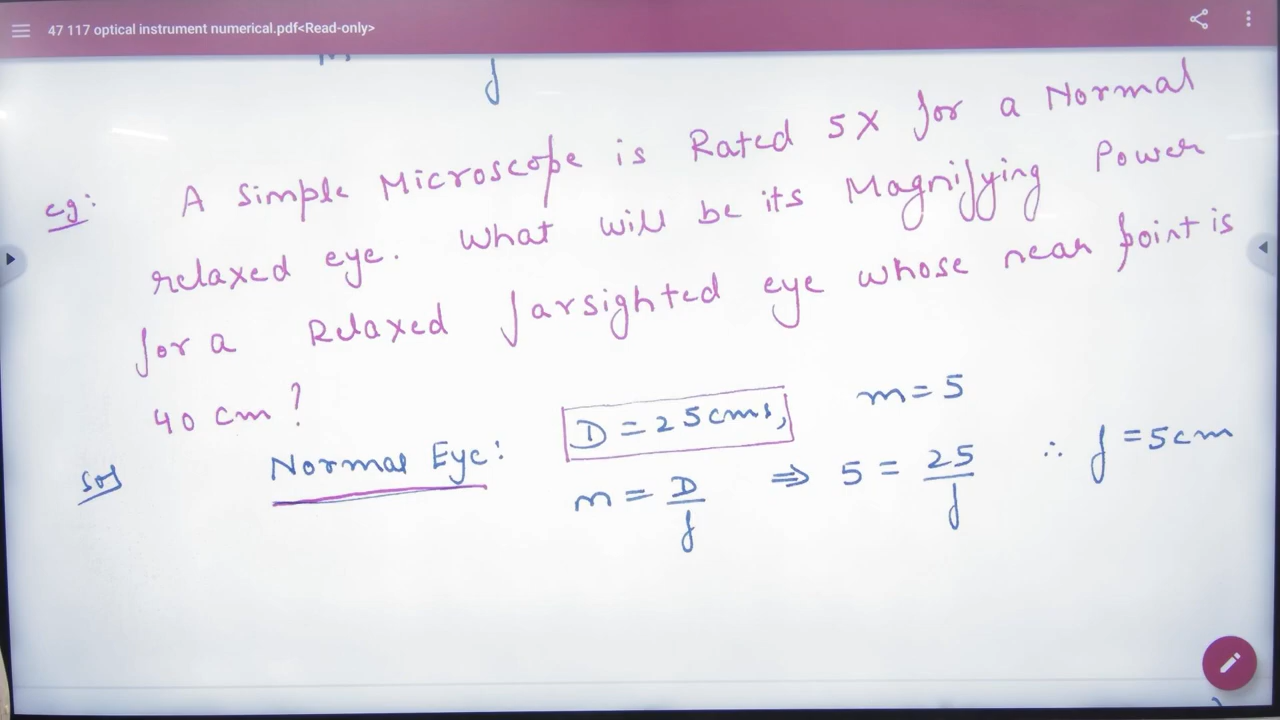 47 117 optical instrument numerical.pdf<Read-only>
eg: A simple Microscope is Rated 5X for a Normal
relaxed eye. What will be its Magnifying Power
for a Relaxed farsighted eye whose near point is
40 cm?
Sol Normal Eye: D = 25cms, m = 5
m = D/f ⇒ 5 = 25/f ∴ f = 5cm